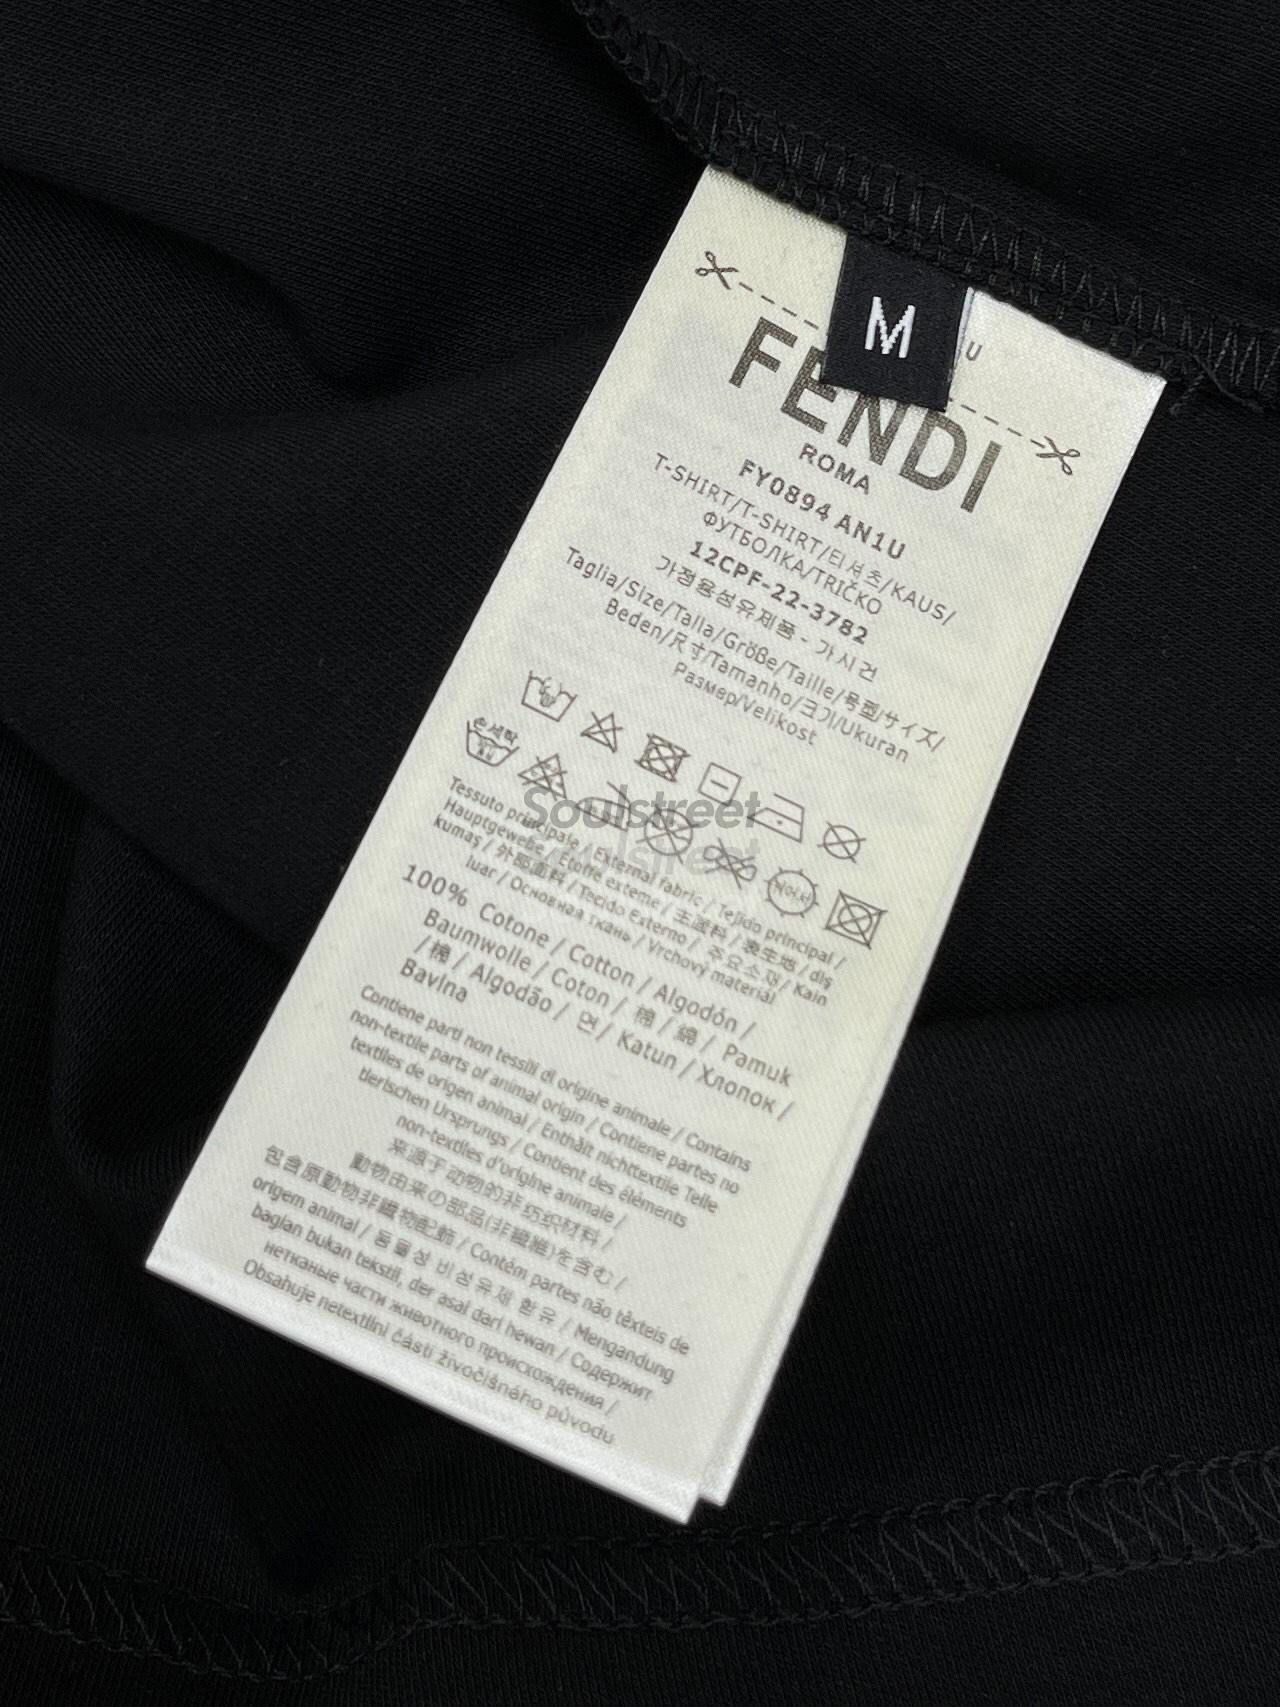 M
U
FENDI
ROMA
FY0894 AN1U
T-SHIRT/T-SHIRT/티셔츠/KAUS/
ФУТБОЛКА/TRIČKO
12CPF-22-3782
가정용섬유제품 - 가시건
Taglia/Size/Talla/Größe/Taille/号型/サイズ/
Beden/尺寸/Tamanho/크기/Ukuran
Размер/Velikost
손세탁
Soulstreet
Soulstreet
Tessuto principale / External fabric / Tejido principal /
Hauptgewebe / Etoffe externe / 主面料 / 表生地 / dış
kumaş / 外部面料 / Tecido Externo / 주요소재 / Kain
luar / Основная ткань / Vrchový materiál
100% Cotone / Cotton / Algodón /
Baumwolle / Coton / 棉 / 綿 / Pamuk
/ 棉 / Algodão / 면 / Katun / Хлопок /
Bavlna
Contiene parti non tessili di origine animale / Contains
non-textile parts of animal origin / Contiene partes no
textiles de origen animal / Enthält nichttextile Teile
tierischen Ursprungs / Contient des éléments
non-textiles d'origine animale /
来源于动物的非纺织材料 /
動物由来の部品(非繊維)を含む /
包含原動物非織物配飾 / Contém partes não têxteis de
origem animal / 동물성 비섬유제 함유 / Mengandung
bagian bukan tekstil, der asal dari hewan / Содержит
нетканые части животного происхождения /
Obsahuje netextilní části živočišného původu